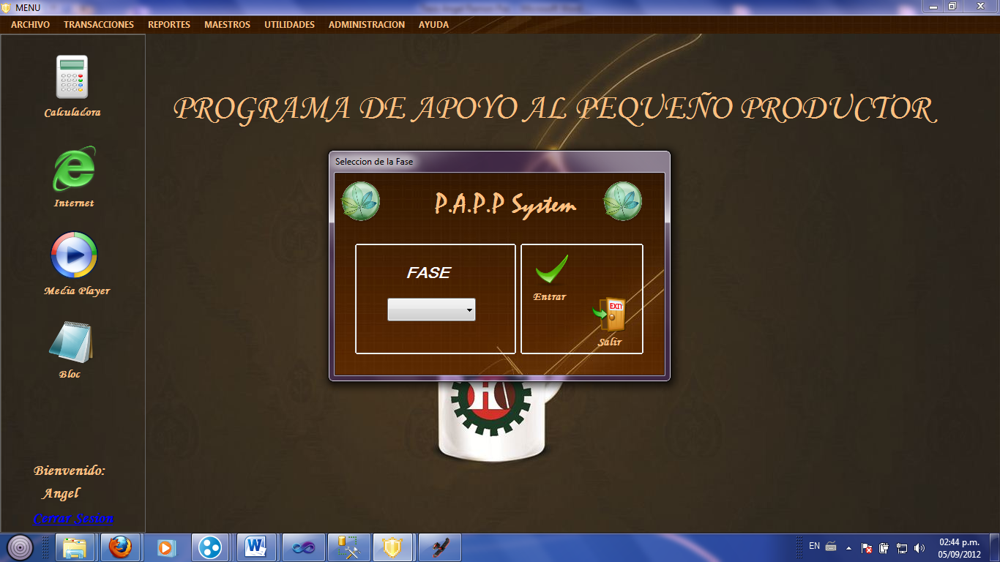 MENU
ARCHIVO TRANSACCIONES REPORTES MAESTROS UTILIDADES ADMINISTRACION AYUDA
Calculadora
Internet
Media Player
Bloc
Bienvenido:
Angel
Cerrar Sesion
PROGRAMA DE APOYO AL PEQUEÑO PRODUCTOR
Seleccion de la Fase
P.A.P.P System
FASE
Entrar
EXIT
Salir
EN
02:44 p.m.
05/09/2012